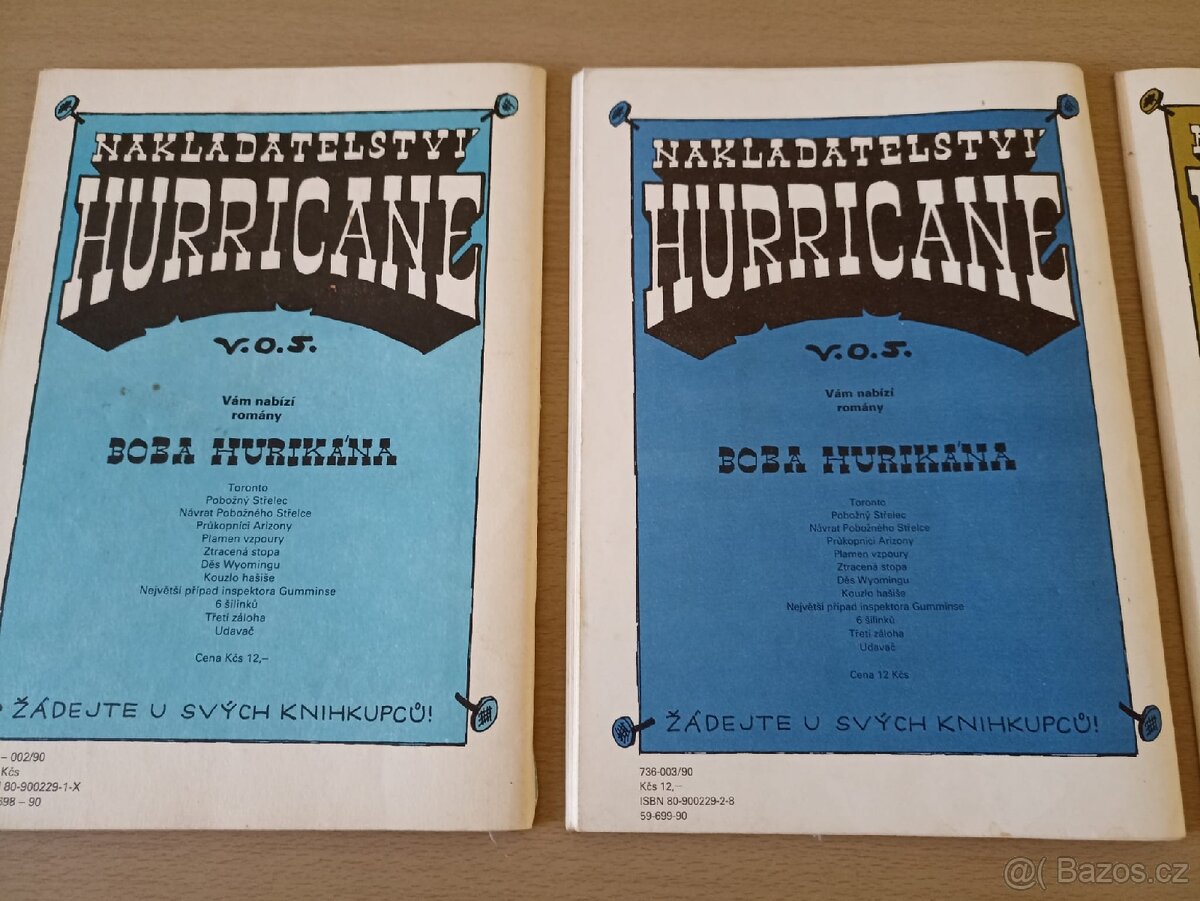 NAKLADATELSTVÍ
HURRICANE
v.o.s.
Vám nabízí
romány
BOBA HURIKÁNA
Toronto
Pobožný Střelec
Návrat Pobožného Střelce
Průkopníci Arizony
Plamen vzpoury
Ztracená stopa
Děs Wyomingu
Kouzlo hašiše
Největší případ inspektora Gumminse
6 šilinků
Třetí záloha
Udavač
Cena Kčs 12,–
ŽÁDEJTE U SVÝCH KNIHKUPCŮ!
– 002/90
Kčs
80-900229-1-X
698 – 90
NAKLADATELSTVÍ
HURRICANE
v.o.s.
Vám nabízí
romány
BOBA HURIKÁNA
Toronto
Pobožný Střelec
Návrat Pobožného Střelce
Průkopníci Arizony
Plamen vzpoury
Ztracená stopa
Děs Wyomingu
Kouzlo hašiše
Největší případ inspektora Gumminse
6 šilinků
Třetí záloha
Udavač
Cena 12 Kčs
ŽÁDEJTE U SVÝCH KNIHKUPCŮ!
736-003/90
Kčs 12,–
ISBN 80-900229-2-8
59-699-90
@( Bazos.cz